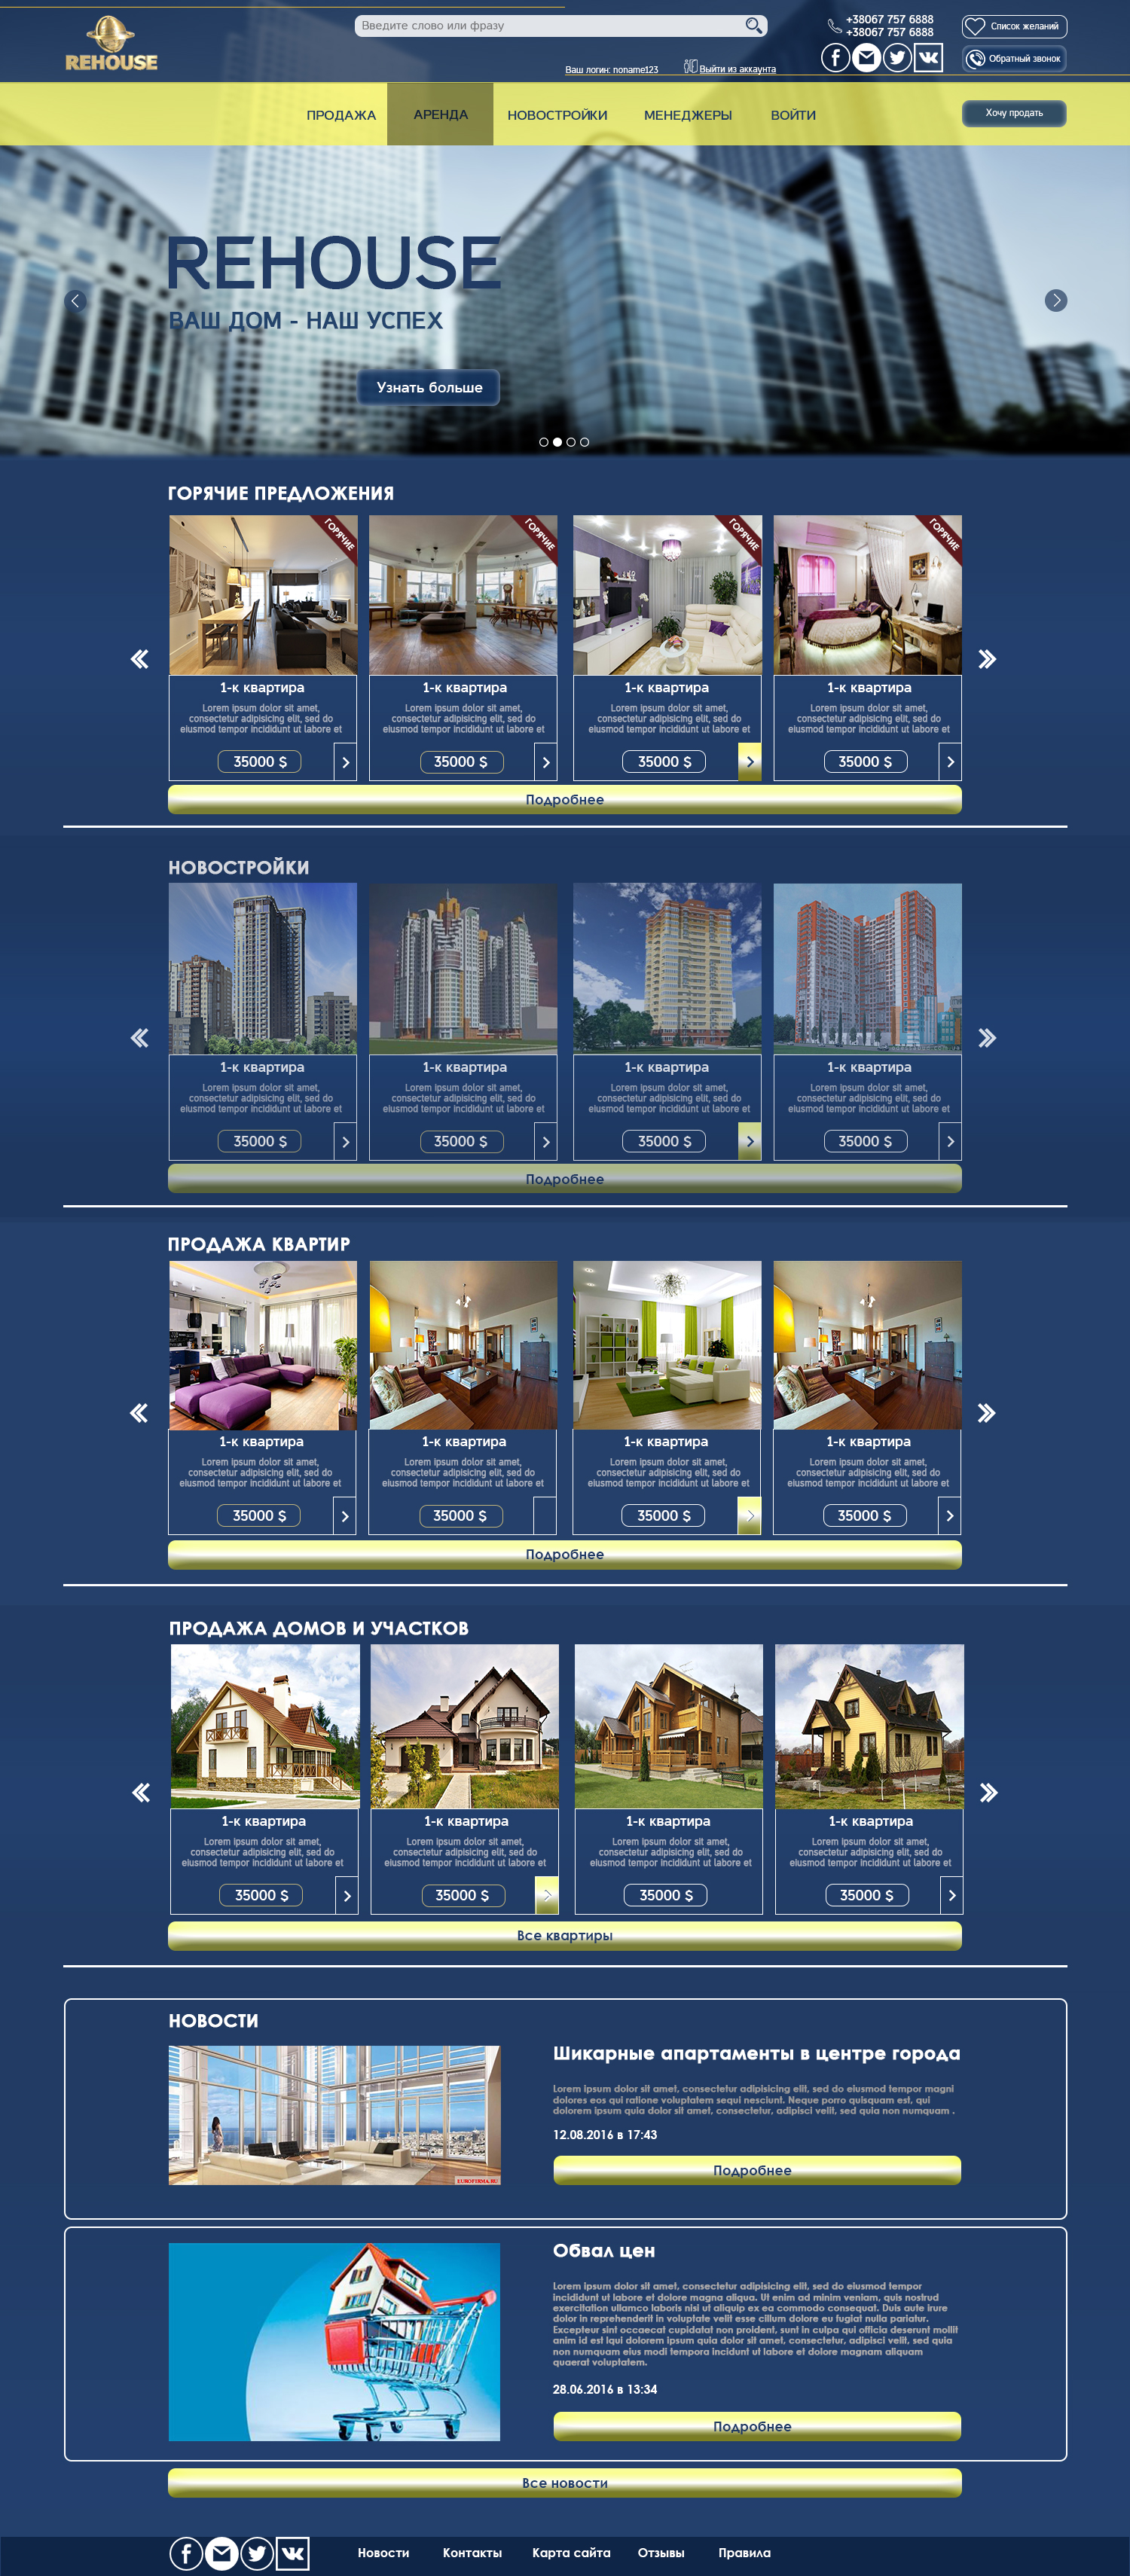 REHOUSE
Введите слово или фразу
+38067 757 6888
+38067 757 6888
Список желаний
Ваш логин: noname123
Выйти из аккаунта
Обратный звонок
ПРОДАЖА
АРЕНДА
НОВОСТРОЙКИ
МЕНЕДЖЕРЫ
ВОЙТИ
Хочу продать
REHOUSE
ВАШ ДОМ - НАШ УСПЕХ
Узнать больше
ГОРЯЧИЕ ПРЕДЛОЖЕНИЯ
ГОРЯЧИЕ
ГОРЯЧИЕ
ГОРЯЧИЕ
ГОРЯЧИЕ
1-к квартира
Lorem ipsum dolor sit amet,
consectetur adipisicing elit, sed do
eiusmod tempor incididunt ut labore et
35000 $
1-к квартира
Lorem ipsum dolor sit amet,
consectetur adipisicing elit, sed do
eiusmod tempor incididunt ut labore et
35000 $
1-к квартира
Lorem ipsum dolor sit amet,
consectetur adipisicing elit, sed do
eiusmod tempor incididunt ut labore et
35000 $
1-к квартира
Lorem ipsum dolor sit amet,
consectetur adipisicing elit, sed do
eiusmod tempor incididunt ut labore et
35000 $
Подробнее
НОВОСТРОЙКИ
1-к квартира
Lorem ipsum dolor sit amet,
consectetur adipisicing elit, sed do
eiusmod tempor incididunt ut labore et
35000 $
1-к квартира
Lorem ipsum dolor sit amet,
consectetur adipisicing elit, sed do
eiusmod tempor incididunt ut labore et
35000 $
1-к квартира
Lorem ipsum dolor sit amet,
consectetur adipisicing elit, sed do
eiusmod tempor incididunt ut labore et
35000 $
1-к квартира
Lorem ipsum dolor sit amet,
consectetur adipisicing elit, sed do
eiusmod tempor incididunt ut labore et
35000 $
Подробнее
ПРОДАЖА КВАРТИР
1-к квартира
Lorem ipsum dolor sit amet,
consectetur adipisicing elit, sed do
eiusmod tempor incididunt ut labore et
35000 $
1-к квартира
Lorem ipsum dolor sit amet,
consectetur adipisicing elit, sed do
eiusmod tempor incididunt ut labore et
35000 $
1-к квартира
Lorem ipsum dolor sit amet,
consectetur adipisicing elit, sed do
eiusmod tempor incididunt ut labore et
35000 $
1-к квартира
Lorem ipsum dolor sit amet,
consectetur adipisicing elit, sed do
eiusmod tempor incididunt ut labore et
35000 $
Подробнее
ПРОДАЖА ДОМОВ И УЧАСТКОВ
1-к квартира
Lorem ipsum dolor sit amet,
consectetur adipisicing elit, sed do
eiusmod tempor incididunt ut labore et
35000 $
1-к квартира
Lorem ipsum dolor sit amet,
consectetur adipisicing elit, sed do
eiusmod tempor incididunt ut labore et
35000 $
1-к квартира
Lorem ipsum dolor sit amet,
consectetur adipisicing elit, sed do
eiusmod tempor incididunt ut labore et
35000 $
1-к квартира
Lorem ipsum dolor sit amet,
consectetur adipisicing elit, sed do
eiusmod tempor incididunt ut labore et
35000 $
Все квартиры
НОВОСТИ
EUROFIRMA.RU
Шикарные апартаменты в центре города
Lorem ipsum dolor sit amet, consectetur adipisicing elit, sed do eiusmod tempor magni
dolores eos qui ratione voluptatem sequi nesciunt. Neque porro quisquam est, qui
dolorem ipsum quia dolor sit amet, consectetur, adipisci velit, sed quia non numquam .
12.08.2016 в 17:43
Подробнее
Обвал цен
Lorem ipsum dolor sit amet, consectetur adipisicing elit, sed do eiusmod tempor
incididunt ut labore et dolore magna aliqua. Ut enim ad minim veniam, quis nostrud
exercitation ullamco laboris nisi ut aliquip ex ea commodo consequat. Duis aute irure
dolor in reprehenderit in voluptate velit esse cillum dolore eu fugiat nulla pariatur.
Excepteur sint occaecat cupidatat non proident, sunt in culpa qui officia deserunt mollit
anim id est lqui dolorem ipsum quia dolor sit amet, consectetur, adipisci velit, sed quia
non numquam eius modi tempora incidunt ut labore et dolore magnam aliquam
quaerat voluptatem.
28.06.2016 в 13:34
Подробнее
Все новости
Новости
Контакты
Карта сайта
Отзывы
Правила